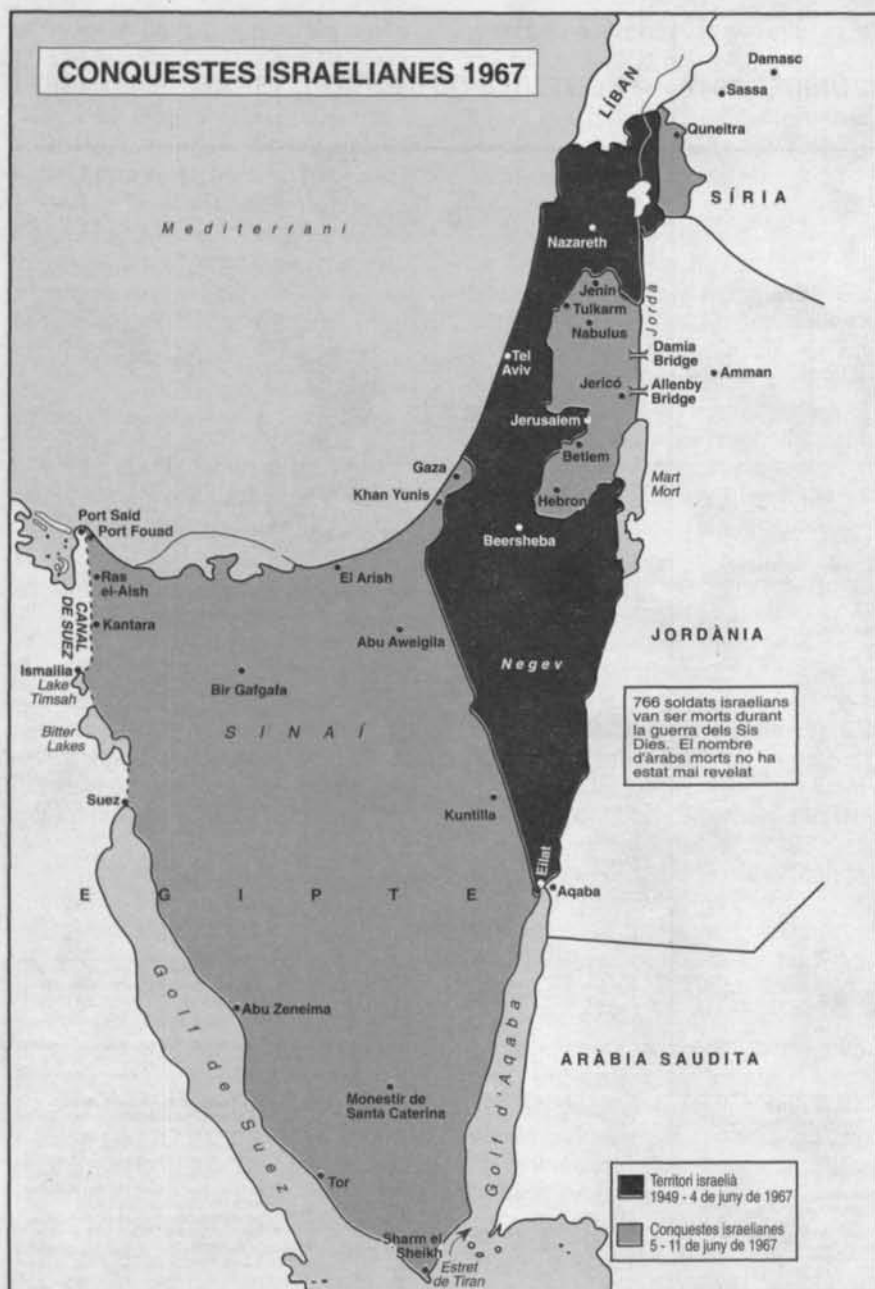 CONQUESTES ISRAELIANES 1967
LÍBAN
Damasc
Sassa
Quneitra
SÍRIA
Mediterrani
Nazareth
Jenin
Tulkarm
Nabulus
Jordà
Damia
Bridge
Tel
Aviv
Amman
Jericó
Allenby
Bridge
Jerusalem
Betlem
Gaza
Mart
Mort
Khan Yunis
Hebron
Port Said
Port Fouad
Beersheba
Ras
el-Aish
El Arish
CANAL
DE SUEZ
Kantara
Abu Aweigila
JORDÀNIA
Ismailia
Lake
Timsah
Bir Gafgafa
Negev
Bitter
Lakes
SINAÍ
766 soldats israelians
van ser morts durant
la guerra dels Sis
Dies. El nombre
d'àrabs morts no ha
estat mai revelat
Suez
Kuntilla
Eilat
Aqaba
EGIPTE
Golf de Suez
Abu Zeneima
Golf d'Aqaba
ARÀBIA SAUDITA
Monestir de
Santa Caterina
Tor
Territori israelià
1949 - 4 de juny de 1967
Conquestes israelianes
5 - 11 de juny de 1967
Sharm el
Sheikh
Estret
de Tiran